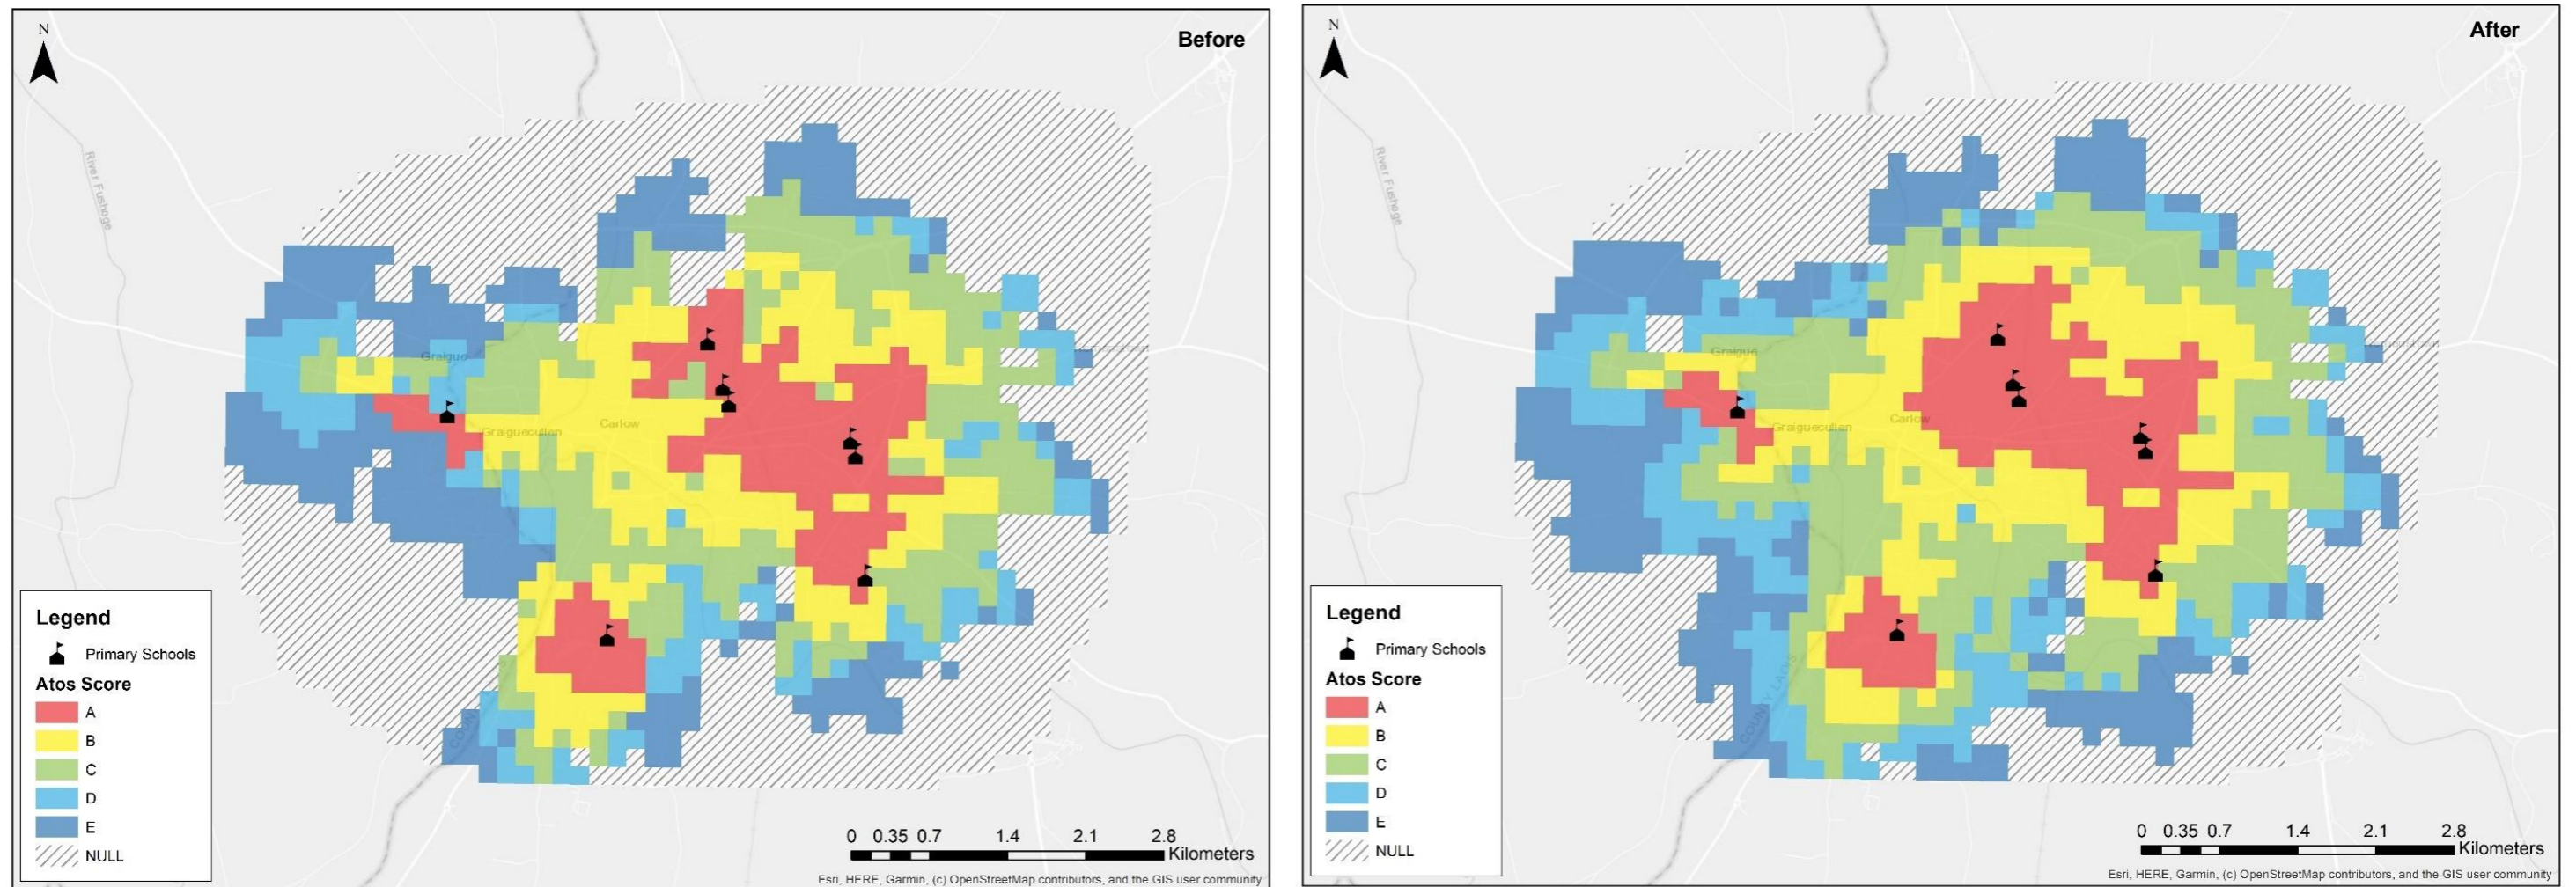 N
Before
River Fushoge
Graigue
Graiguecullen
Carlow
Legend
Primary Schools
Atos Score
A
B
C
D
E
NULL
0 0.35 0.7 1.4 2.1 2.8
Kilometers
Esri, HERE, Garmin, (c) OpenStreetMap contributors, and the GIS user community
N
After
River Fushoge
Graigue
Graiguecullen
Carlow
COUNTY LAOIS
Legend
Primary Schools
Atos Score
A
B
C
D
E
NULL
0 0.35 0.7 1.4 2.1 2.8
Kilometers
Esri, HERE, Garmin, (c) OpenStreetMap contributors, and the GIS user community